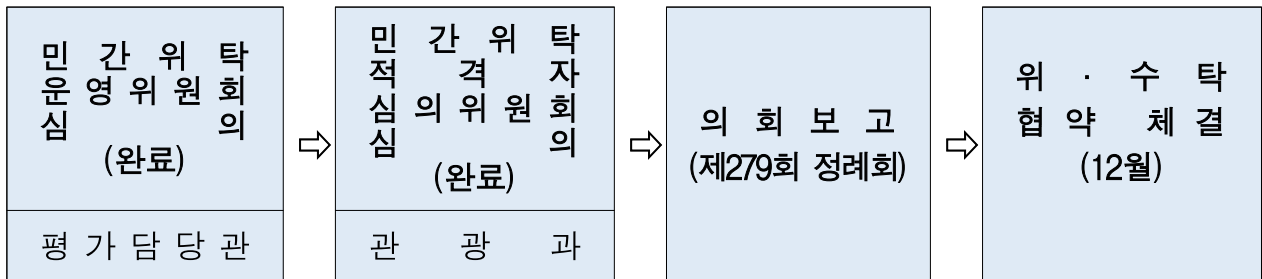 민간위탁
운영위원회
심의
(완료)
평가담당관
민간위탁
적격자
심의위원회
심의
(완료)
관광과
의회보고
(제279회 정례회)
위·수탁
협약 체결
(12월)